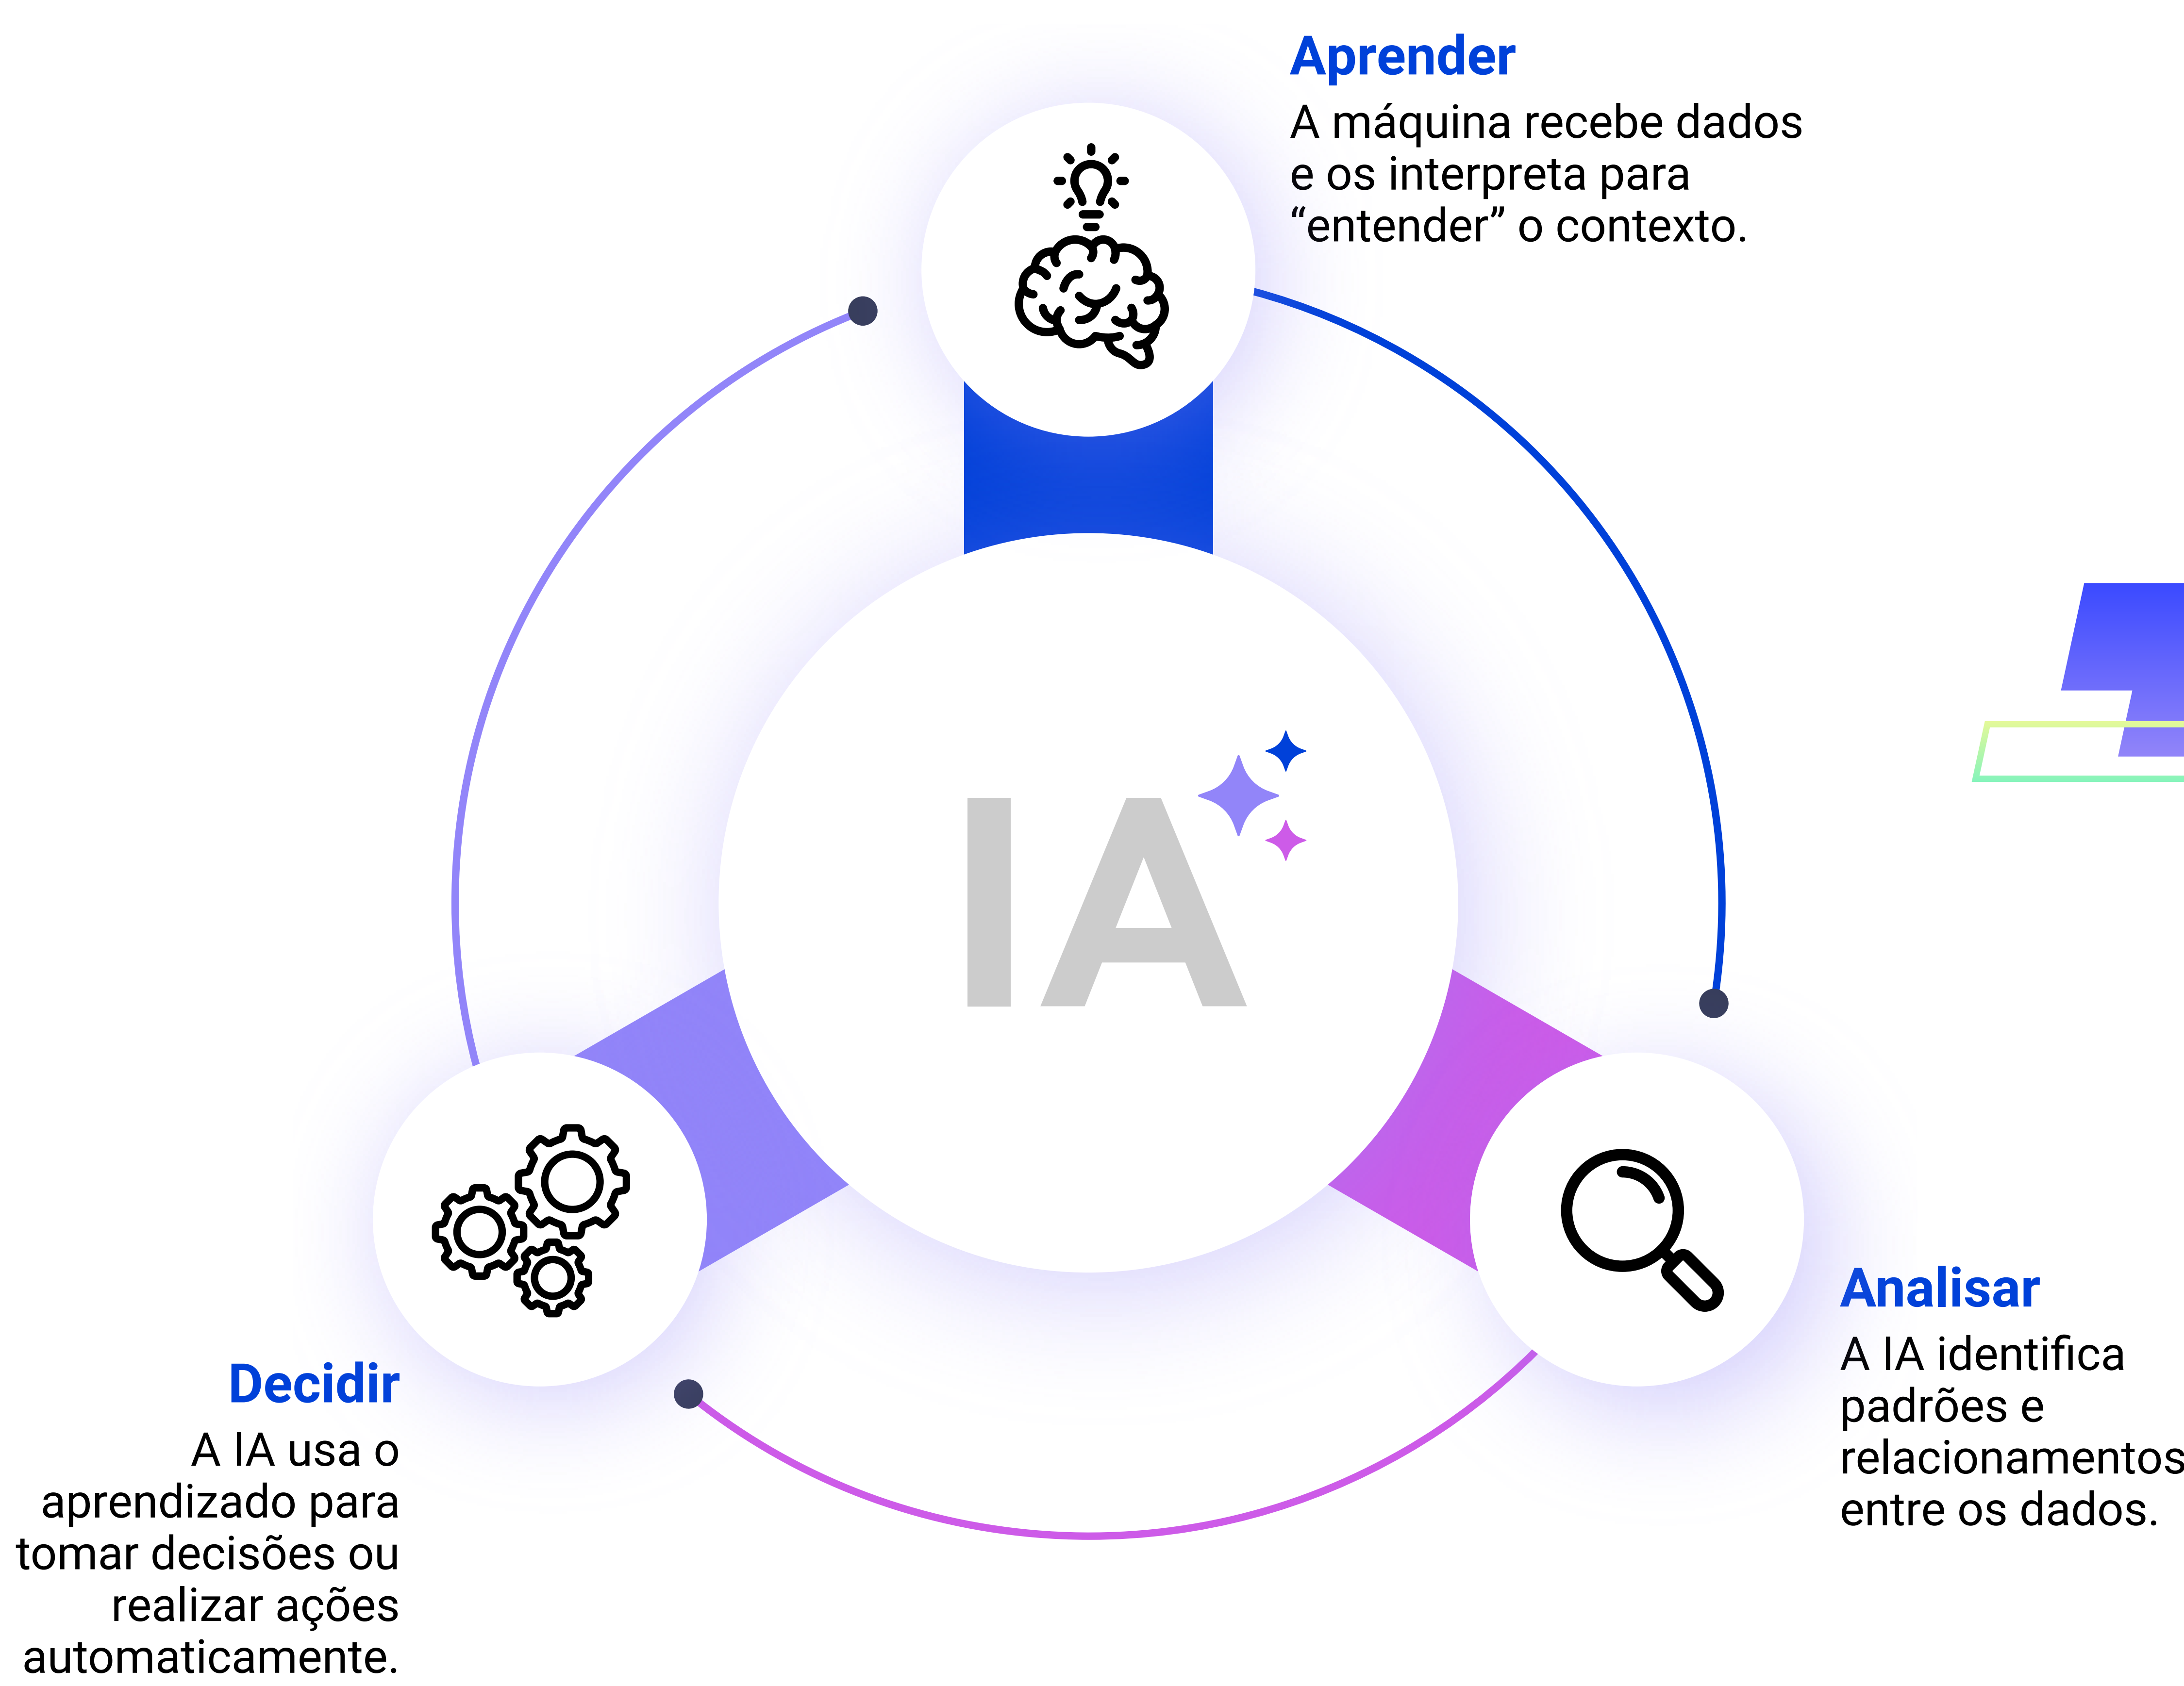 Aprender
A máquina recebe dados
e os interpreta para
“entender” o contexto.
IA
Analisar
A IA identifica
padrões e
relacionamentos
entre os dados.
Decidir
A IA usa o
aprendizado para
tomar decisões ou
realizar ações
automaticamente.